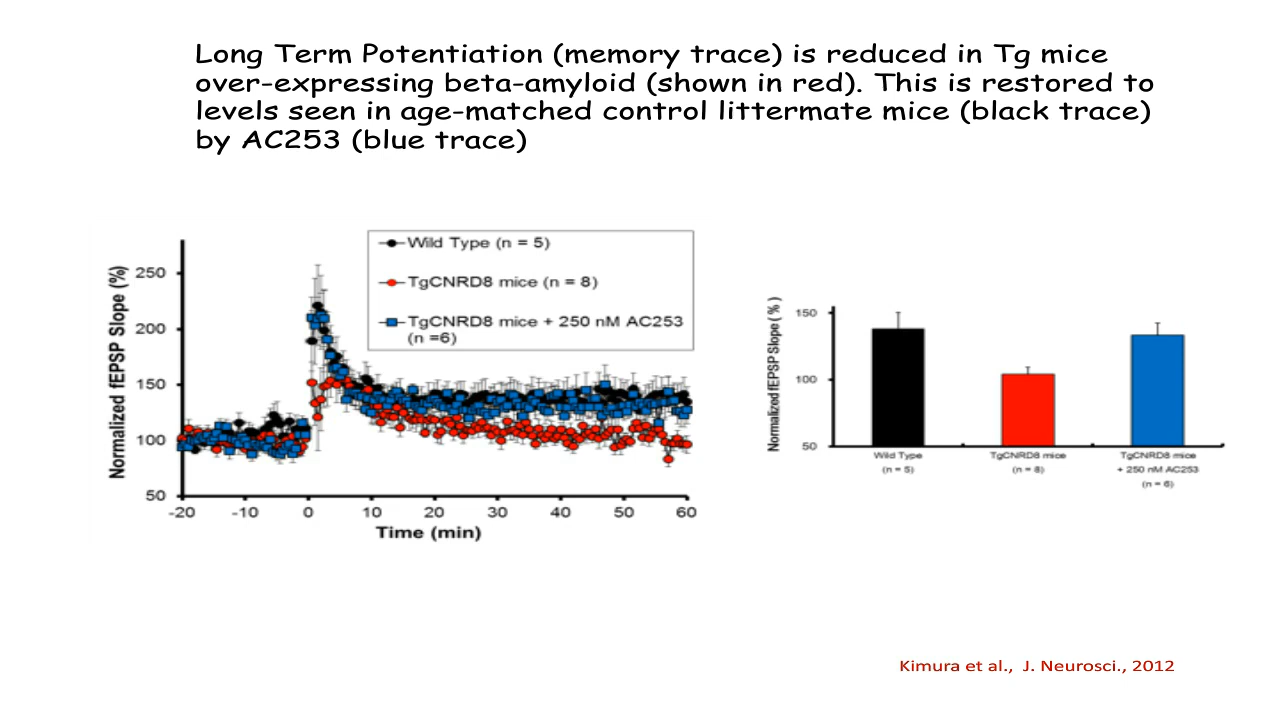 Long Term Potentiation (memory trace) is reduced in Tg mice
over-expressing beta-amyloid (shown in red). This is restored to
levels seen in age-matched control littermate mice (black trace)
by AC253 (blue trace)
Normalized fEPSP Slope (%)
250
200
150
100
50
-20
-10
0
10
20
30
40
50
60
Time (min)
Wild Type (n = 5)
TgCNRD8 mice (n = 8)
TgCNRD8 mice + 250 nM AC253
(n =6)
Normalized fEPSP Slope ( % )
150
100
50
Wild Type
(n = 5)
TgCNRD8 mice
(n = 8)
TgCNRD8 mice
+ 250 nM AC253
(n = 6)
Kimura et al., J. Neurosci., 2012